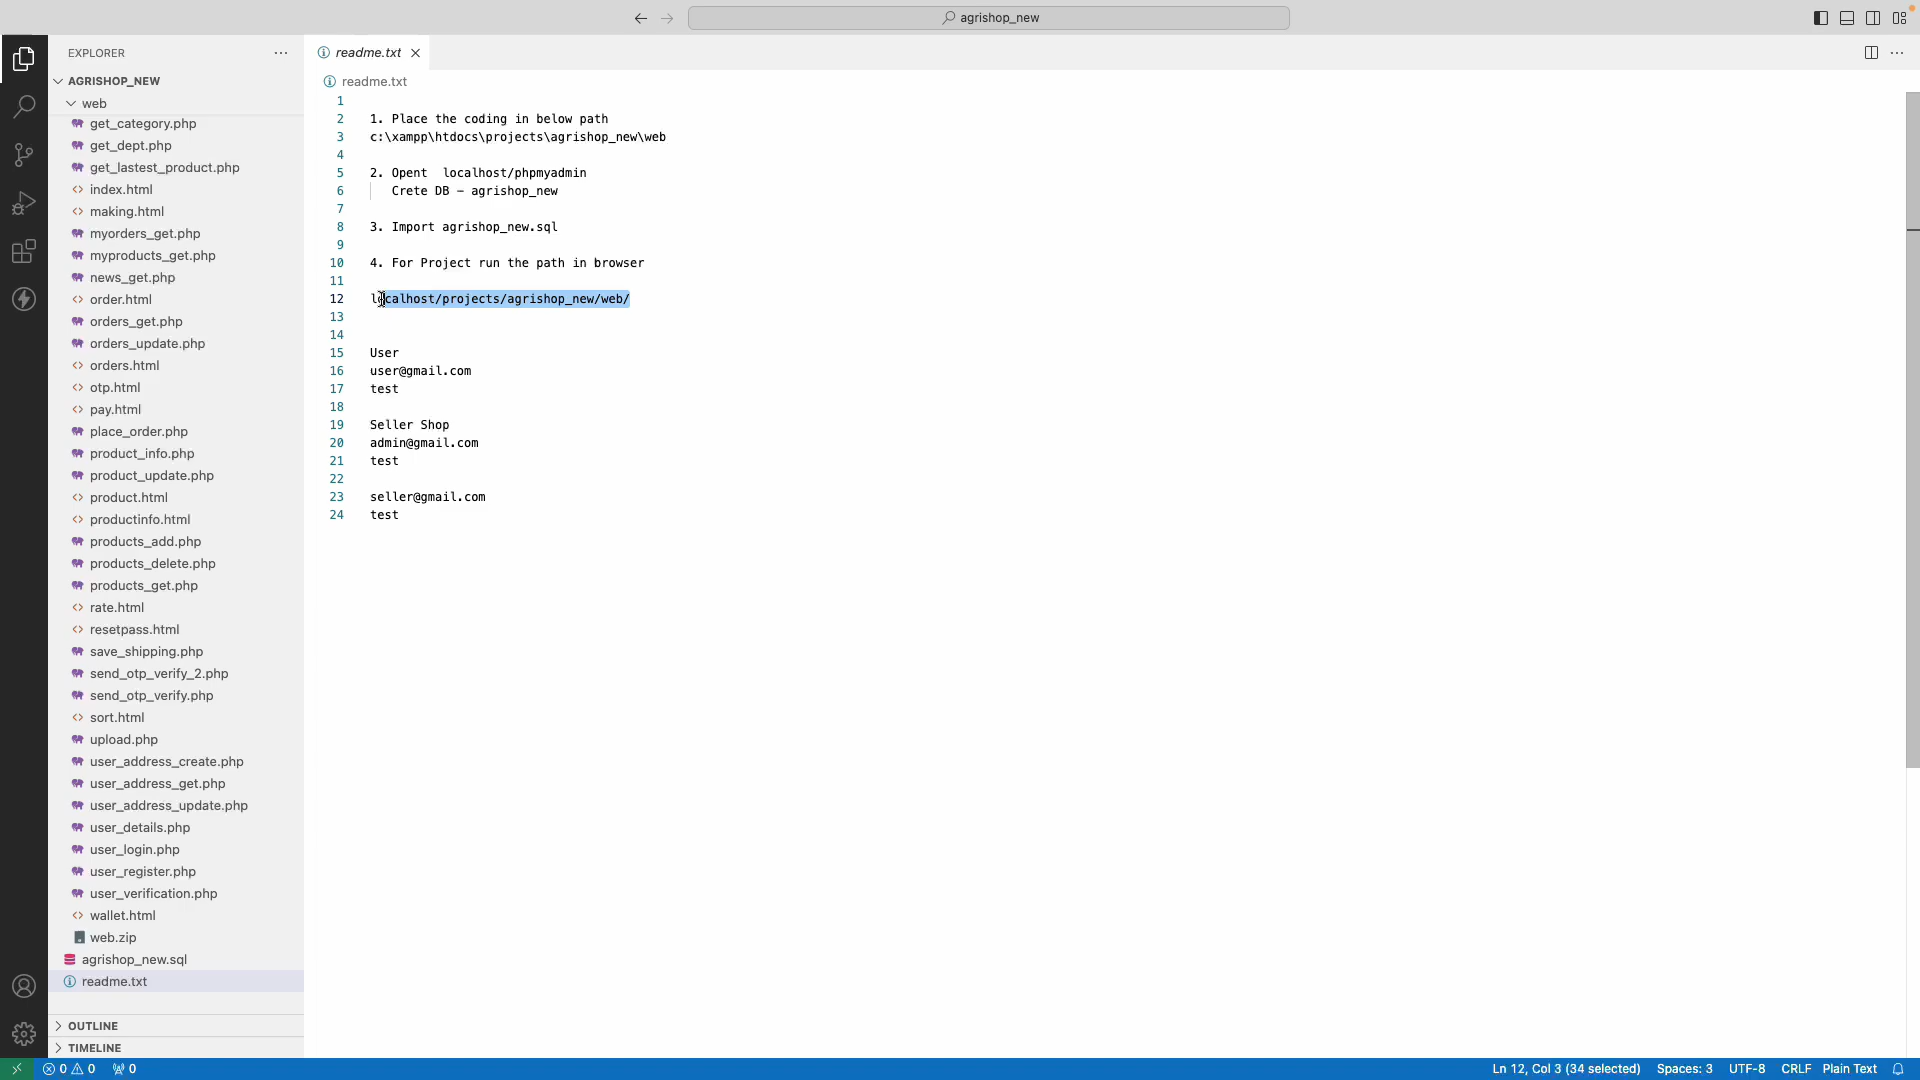 agrishop_new
EXPLORER
AGRISHOP_NEW
web
get_category.php
get_dept.php
get_lastest_product.php
index.html
making.html
myorders_get.php
myproducts_get.php
news_get.php
order.html
orders_get.php
orders_update.php
orders.html
otp.html
pay.html
place_order.php
product_info.php
product_update.php
product.html
productinfo.html
products_add.php
products_delete.php
products_get.php
rate.html
resetpass.html
save_shipping.php
send_otp_verify_2.php
send_otp_verify.php
sort.html
upload.php
user_address_create.php
user_address_get.php
user_address_update.php
user_details.php
user_login.php
user_register.php
user_verification.php
wallet.html
web.zip
agrishop_new.sql
readme.txt
OUTLINE
TIMELINE
readme.txt
readme.txt
1
2 1. Place the coding in below path
3 c:\xampp\htdocs\projects\agrishop_new\web
4
5 2. Opent  localhost/phpmyadmin
6 Crete DB – agrishop_new
7
8 3. Import agrishop_new.sql
9
10 4. For Project run the path in browser
11
12 localhost/projects/agrishop_new/web/
13
14
15 User
16 user@gmail.com
17 test
18
19 Seller Shop
20 admin@gmail.com
21 test
22
23 seller@gmail.com
24 test
0 0 0 Ln 12, Col 3 (34 selected) Spaces: 3 UTF-8 CRLF Plain Text